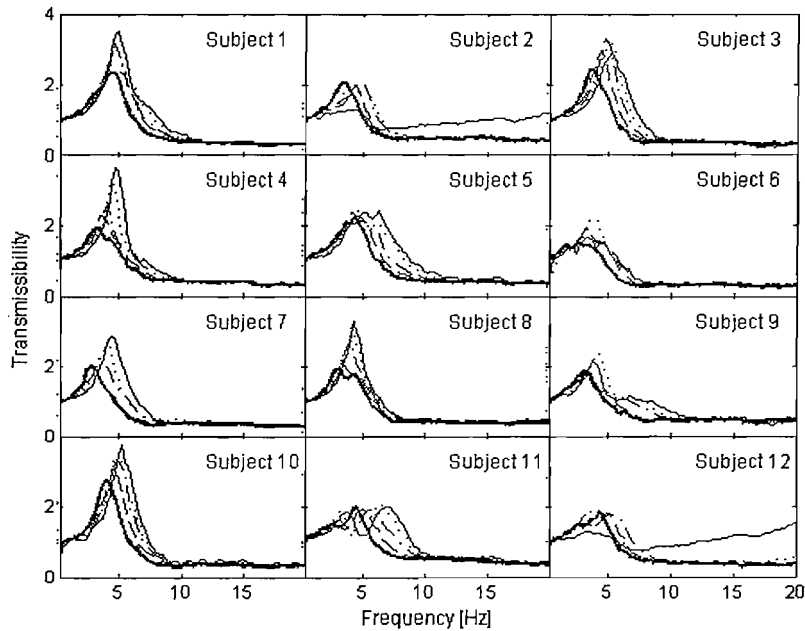 4
Subject 1
Subject 2
Subject 3
2
0
Subject 4
Subject 5
Subject 6
2
0
Transmissibility
Subject 7
Subject 8
Subject 9
2
0
Subject 10
Subject 11
Subject 12
2
0
5 10 15 5 10 15 5 10 15 20
Frequency [Hz]